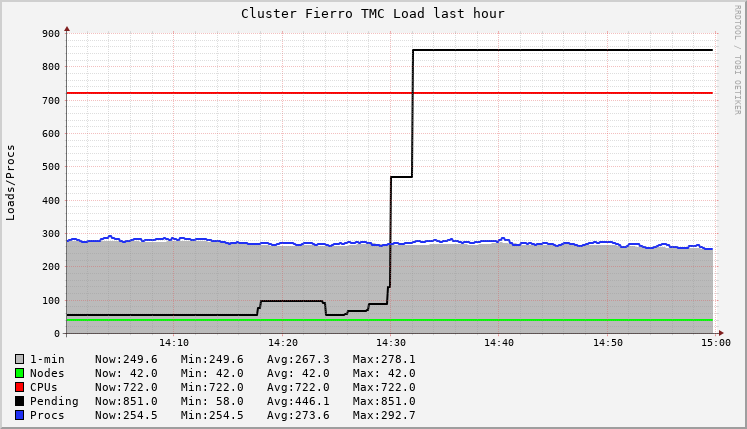 Cluster Fierro TMC Load last hour
RRDTOOL / TOBI OETIKER
Loads/Procs
900
800
700
600
500
400
300
200
100
0
14:10 14:20 14:30 14:40 14:50 15:00
1-min Now:249.6 Min:249.6 Avg:267.3 Max:278.1
Nodes Now: 42.0 Min: 42.0 Avg: 42.0 Max: 42.0
CPUs Now:722.0 Min:722.0 Avg:722.0 Max:722.0
Pending Now:851.0 Min: 58.0 Avg:446.1 Max:851.0
Procs Now:254.5 Min:254.5 Avg:273.6 Max:292.7